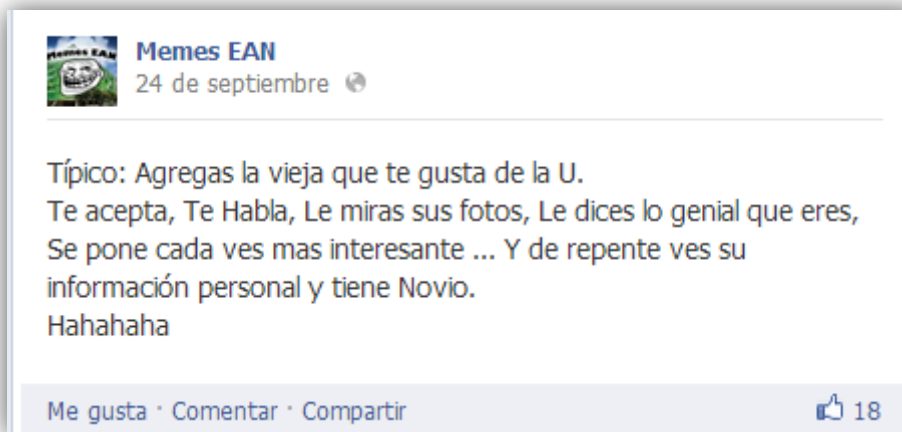 Memes EAN
Memes EAN
24 de septiembre
Típico: Agregas la vieja que te gusta de la U.
Te acepta, Te Habla, Le miras sus fotos, Le dices lo genial que eres,
Se pone cada ves mas interesante ... Y de repente ves su
información personal y tiene Novio.
Hahahaha
Me gusta · Comentar · Compartir
18